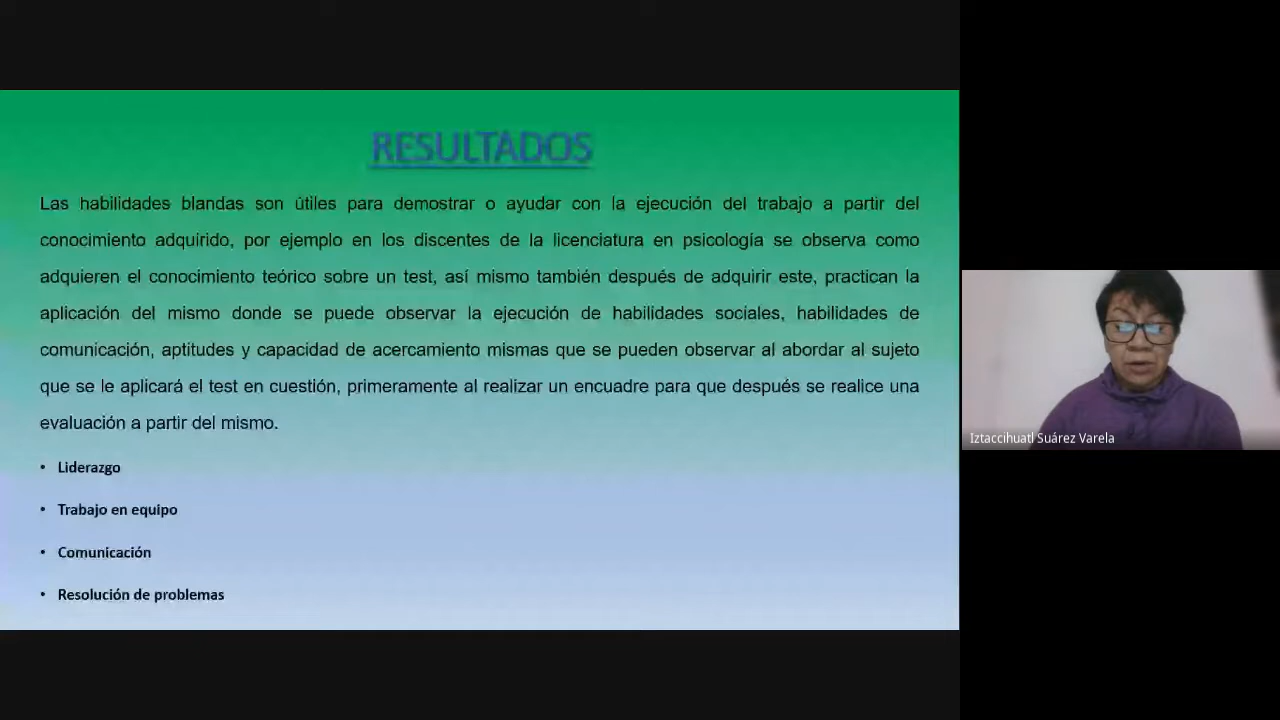 RESULTADOS
Las habilidades blandas son útiles para demostrar o ayudar con la ejecución del trabajo a partir del
conocimiento adquirido, por ejemplo en los discentes de la licenciatura en psicología se observa como
adquieren el conocimiento teórico sobre un test, así mismo también después de adquirir este, practican la
aplicación del mismo donde se puede observar la ejecución de habilidades sociales, habilidades de
comunicación, aptitudes y capacidad de acercamiento mismas que se pueden observar al abordar al sujeto
que se le aplicará el test en cuestión, primeramente al realizar un encuadre para que después se realice una
evaluación a partir del mismo.
• Liderazgo
• Trabajo en equipo
• Comunicación
• Resolución de problemas
Iztaccihuatl Suárez Varela